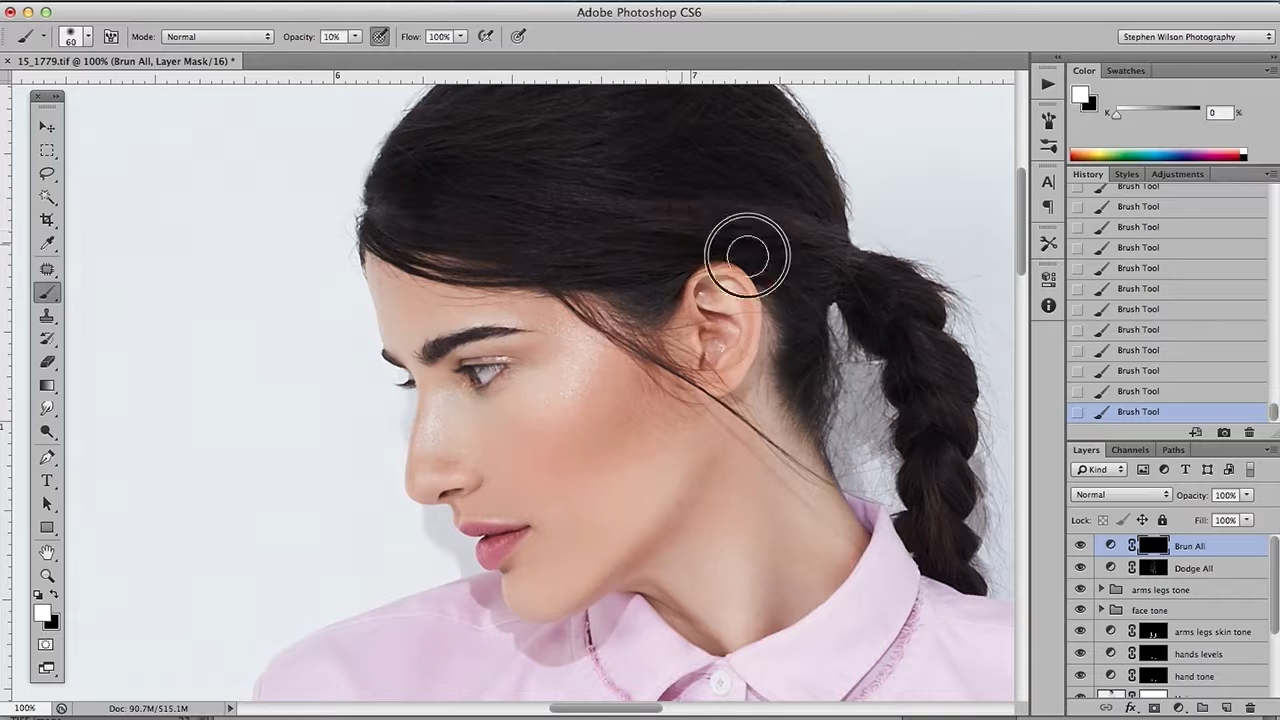 Adobe Photoshop CS6
60 Mode: Normal Opacity: 10% Flow: 100% Stephen Wilson Photography
× 15_1779.tif @ 100% (Brun All, Layer Mask/16) *
6 7
Color Swatches
K 0 %
History Styles Adjustments
Brush Tool
Brush Tool
Brush Tool
Brush Tool
Brush Tool
Brush Tool
Brush Tool
Brush Tool
Brush Tool
Brush Tool
Brush Tool
Brush Tool
Layers Channels Paths
Kind
Normal Opacity: 100%
Lock: Fill: 100%
Brun All
Dodge All
arms legs tone
face tone
arms legs skin tone
hands levels
hand tone
100% Doc: 90.7M/515.1M